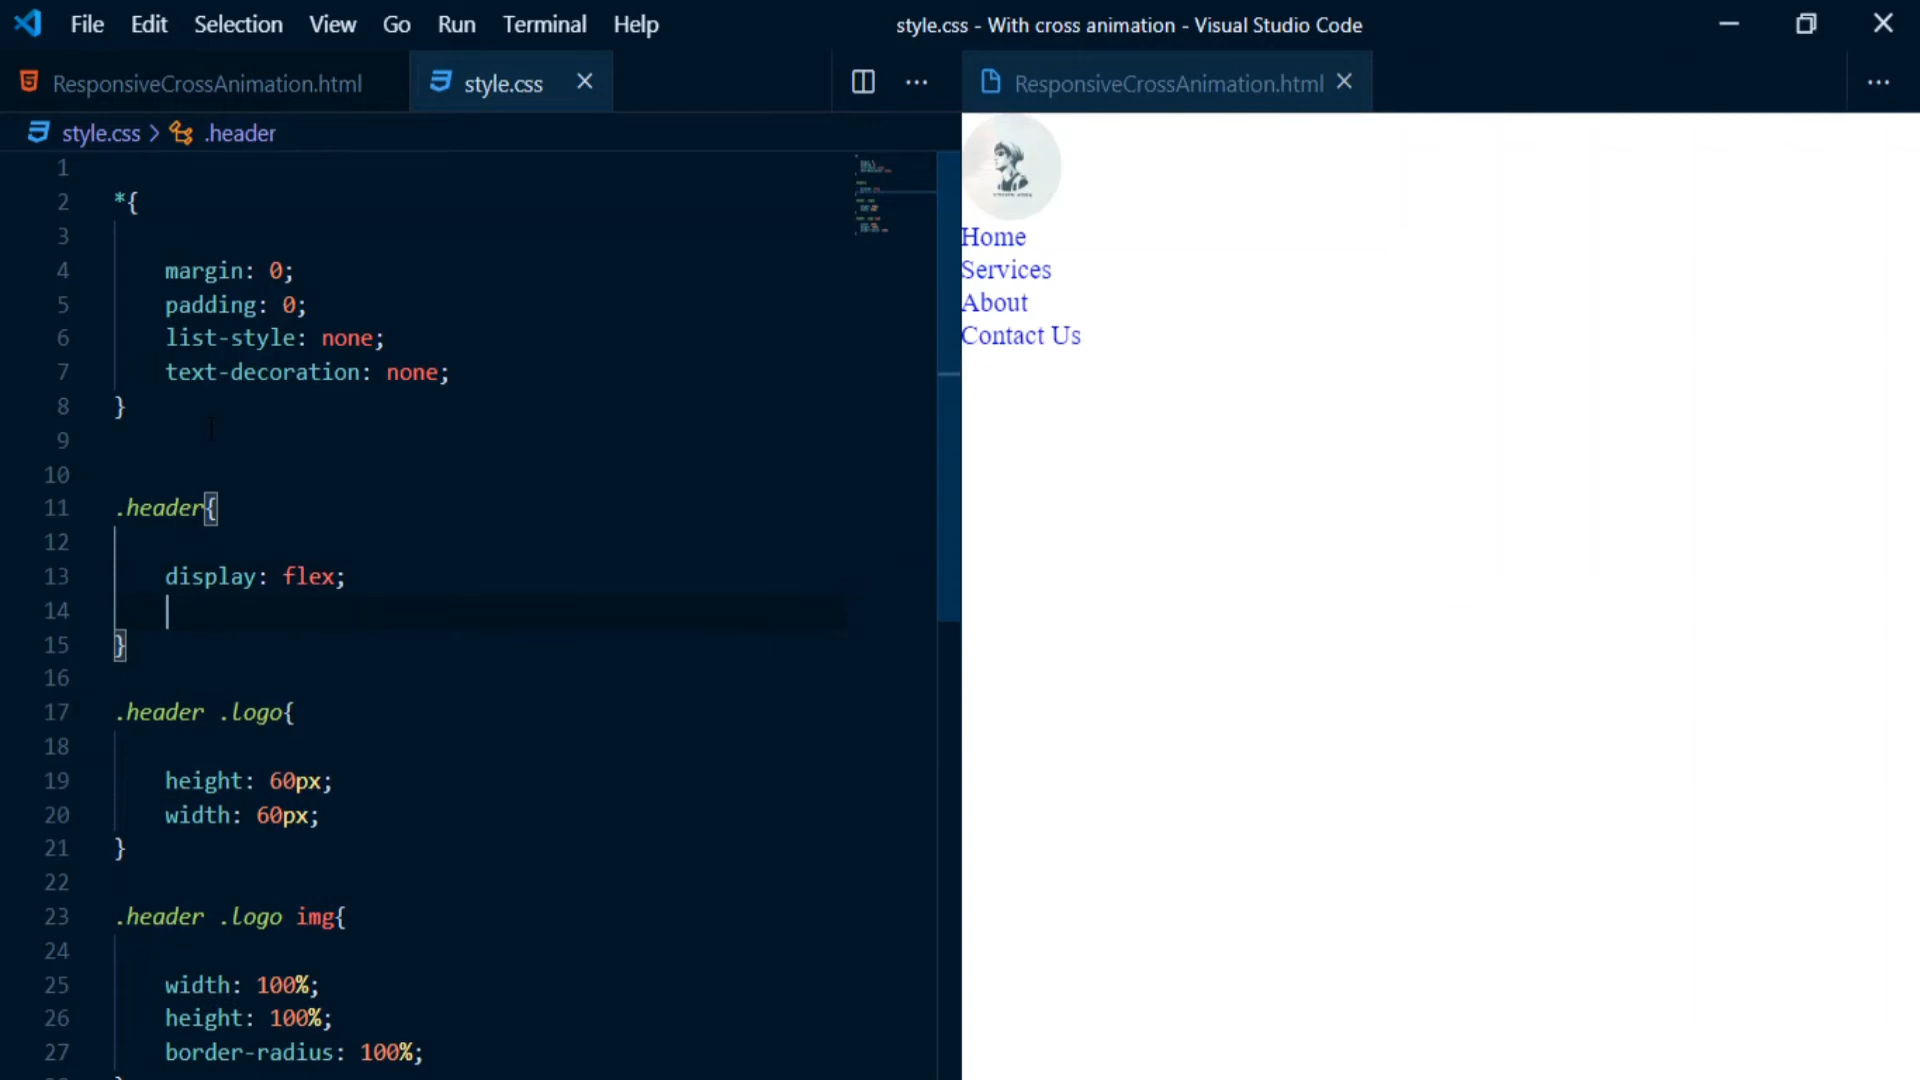 File Edit Selection View Go Run Terminal Help
style.css - With cross animation - Visual Studio Code
ResponsiveCrossAnimation.html
style.css
ResponsiveCrossAnimation.html
style.css > .header
1
2 *{
3
4 margin: 0;
5 padding: 0;
6 list-style: none;
7 text-decoration: none;
8 }
9
10
11 .header{
12
13 display: flex;
14
15 }
16
17 .header .logo{
18
19 height: 60px;
20 width: 60px;
21 }
22
23 .header .logo img{
24
25 width: 100%;
26 height: 100%;
27 border-radius: 100%;
Home
Services
About
Contact Us